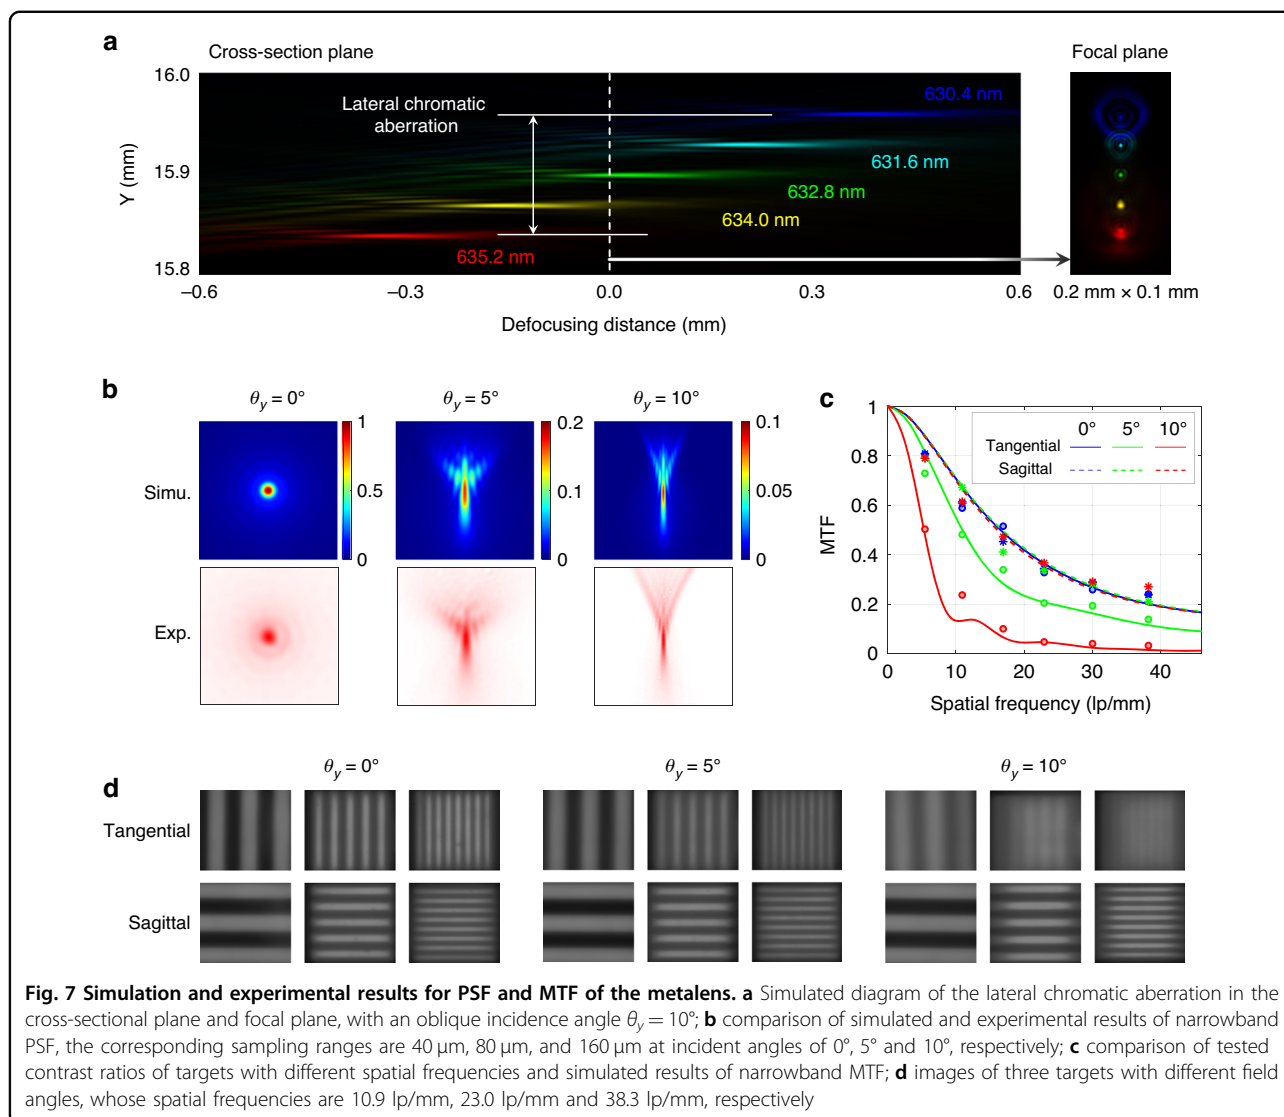 a
Cross-section plane
Focal plane
16.0
15.9
15.8
Y (mm)
Lateral chromatic
aberration
630.4 nm
631.6 nm
632.8 nm
634.0 nm
635.2 nm
–0.6
–0.3
0.0
0.3
0.6
0.2 mm × 0.1 mm
Defocusing distance (mm)
b
θy = 0°
θy = 5°
θy = 10°
Simu.
1
0.5
0
0.2
0.1
0
0.1
0.05
0
Exp.
c
1
0.8
0.6
0.4
0.2
0
MTF
0° 5° 10°
Tangential
Sagittal
0 10 20 30 40
Spatial frequency (lp/mm)
d
θy = 0°
θy = 5°
θy = 10°
Tangential
Sagittal
Fig. 7 Simulation and experimental results for PSF and MTF of the metalens. a Simulated diagram of the lateral chromatic aberration in the
cross-sectional plane and focal plane, with an oblique incidence angle θy = 10°; b comparison of simulated and experimental results of narrowband
PSF, the corresponding sampling ranges are 40 μm, 80 μm, and 160 μm at incident angles of 0°, 5° and 10°, respectively; c comparison of tested
contrast ratios of targets with different spatial frequencies and simulated results of narrowband MTF; d images of three targets with different field
angles, whose spatial frequencies are 10.9 lp/mm, 23.0 lp/mm and 38.3 lp/mm, respectively